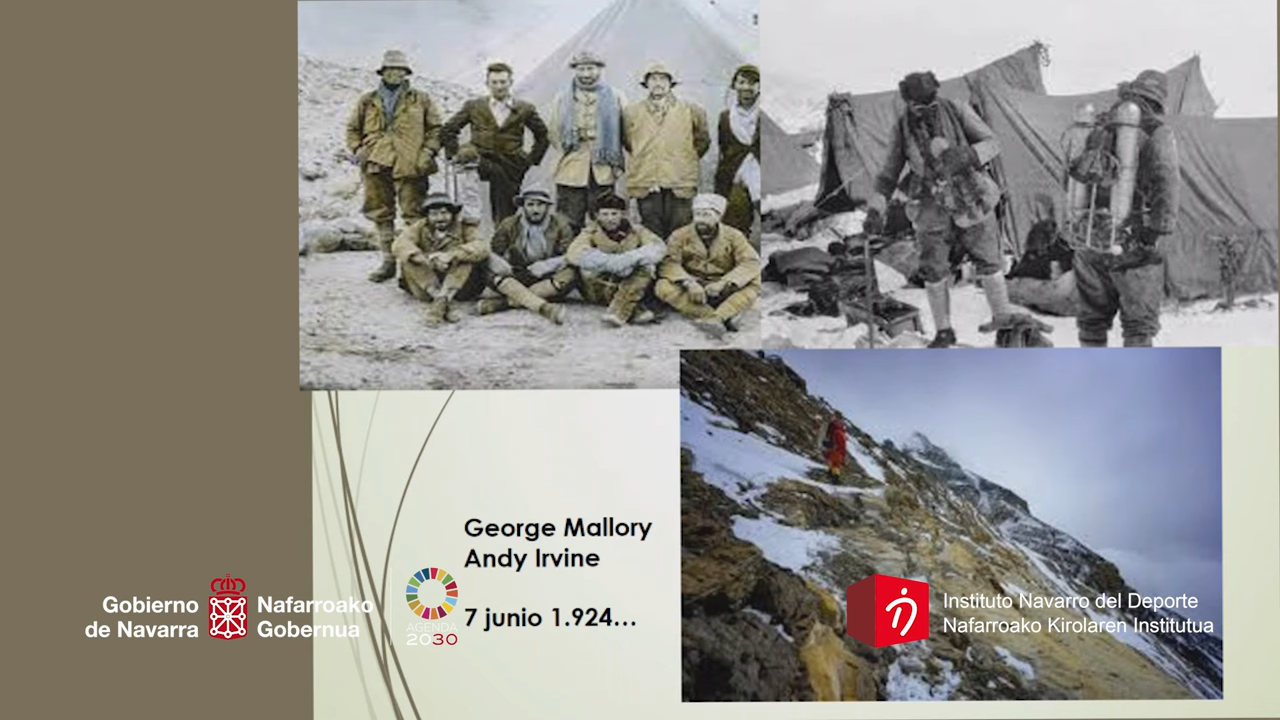 George Mallory
Andy Irvine
7 junio 1.924...
Gobierno
de Navarra
Nafarroako
Gobernua
AGENDA
2030
Instituto Navarro del Deporte
Nafarroako Kirolaren Institutua